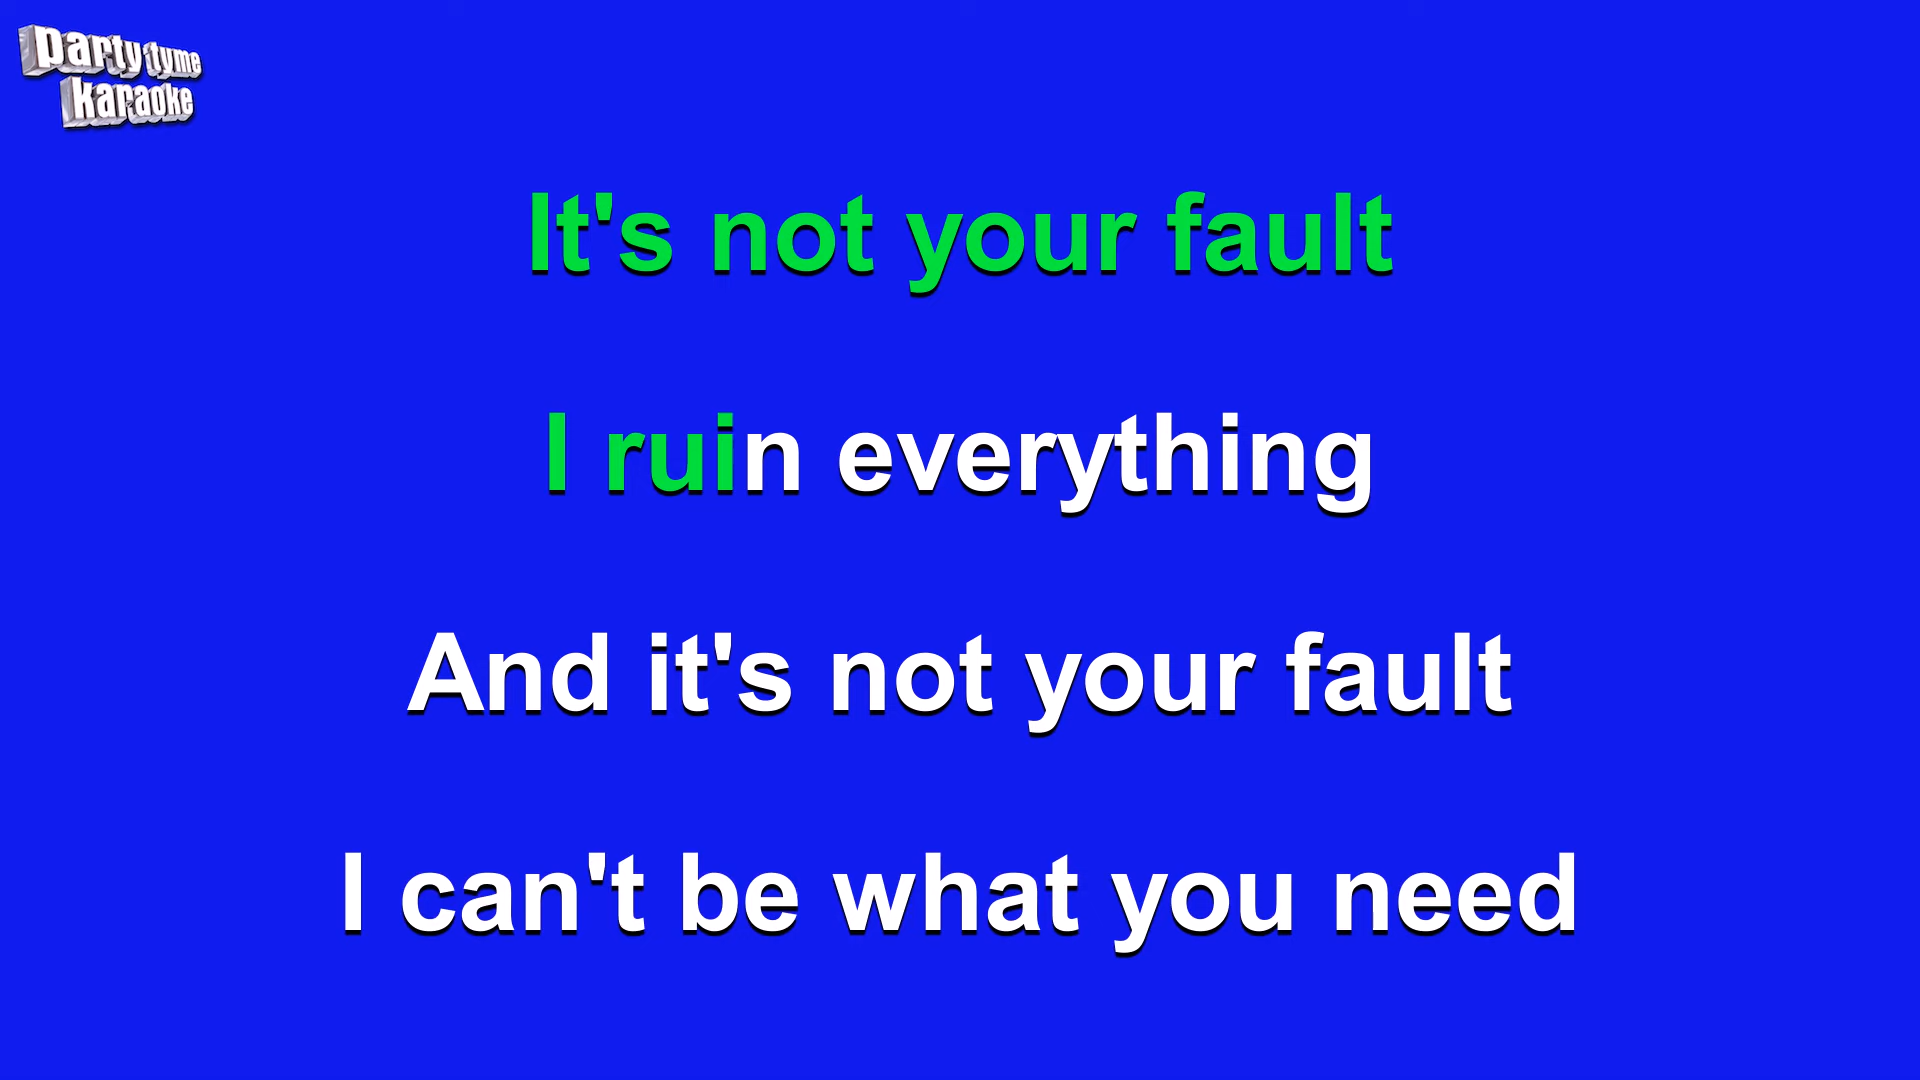 party tyme
karaoke
It's not your fault
I ruin everything
And it's not your fault
I can't be what you need